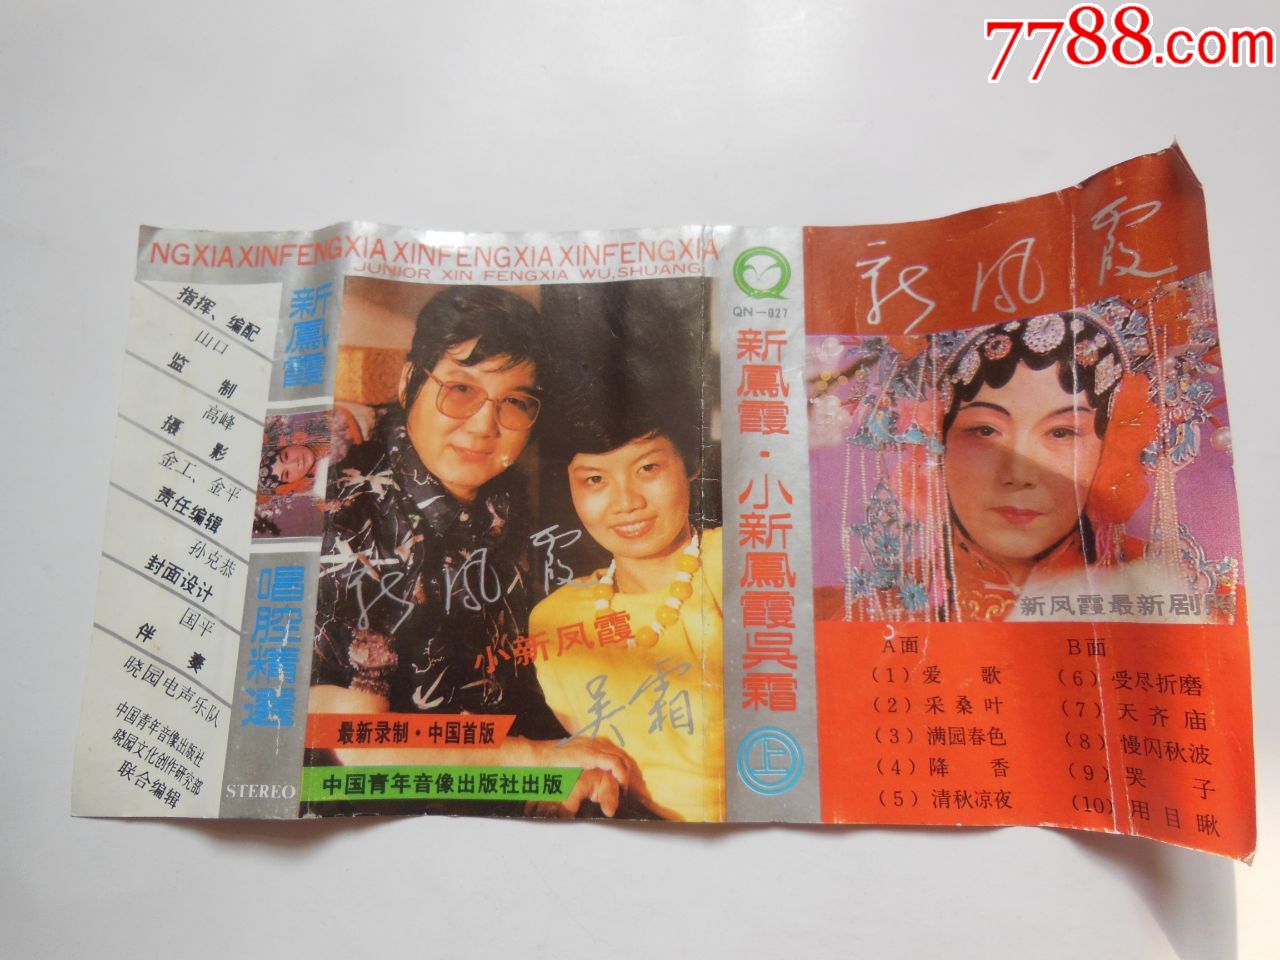 7788.com
NGXIAXINFENGXIAXINFENGXIAXINFENGXIA
JUNIOR XIN FENGXIA WU,SHUANG
指挥、编配
山口
监制
高峰
摄影
金工、金平
责任编辑
孙克恭
封面设计
国平
伴奏
晓园电声乐队
中国青年音像出版社
晓园文化创作研究部
联合编辑
新鳳霞
唱腔精選
STEREO
新凤霞
小新凤霞
吴霜
最新录制·中国首版
中国青年音像出版社出版
QN-027
新鳳霞·小新鳳霞吳霜
上
新凤霞
新凤霞最新剧照
A面
(1)爱歌
(2)采桑叶
(3)满园春色
(4)降香
(5)清秋凉夜
B面
(6)受尽折磨
(7)天齐庙
(8)慢闪秋波
(9)哭子
(10)用目瞅